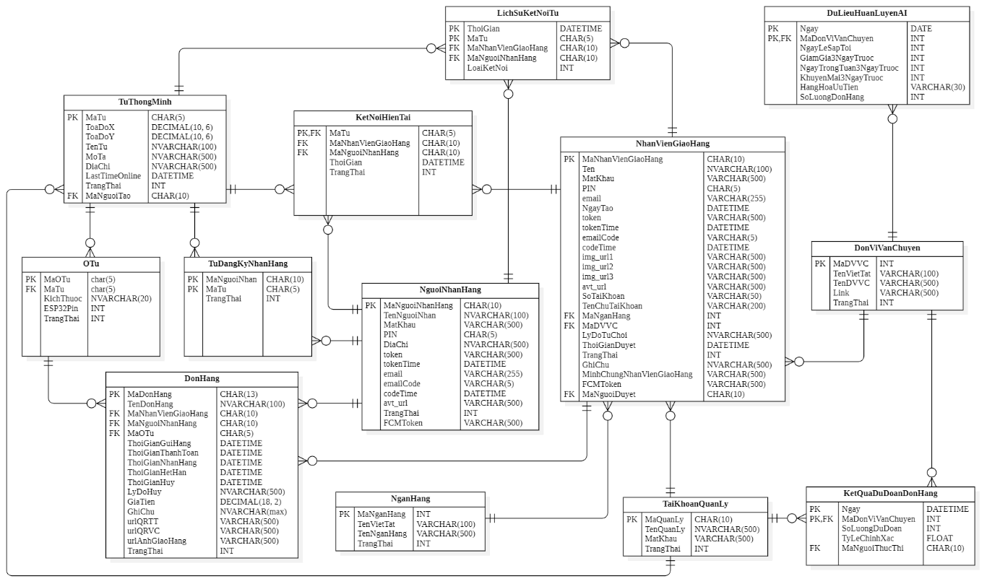 LichSuKetNoiTu
PK ThoiGian DATETIME
PK MaTu CHAR(5)
FK MaNhanVienGiaoHang CHAR(10)
FK MaNguoiNhanHang CHAR(10)
LoaiKetNoi INT
DuLieuHuanLuyenAI
PK Ngay DATE
PK,FK MaDonViVanChuyen INT
NgayLeSapToi INT
GiamGia3NgayTruoc INT
NgayTrongTuan3NgayTruoc INT
KhuyenMai3NgayTruoc INT
HangHoaUuTien VARCHAR(30)
SoLuongDonHang INT
TuThongMinh
PK MaTu CHAR(5)
ToaDoX DECIMAL(10, 6)
ToaDoY DECIMAL(10, 6)
TenTu NVARCHAR(100)
MoTa NVARCHAR(500)
DiaChi NVARCHAR(500)
LastTimeOnline DATETIME
TrangThai INT
FK MaNguoiTao CHAR(10)
KetNoiHienTai
PK,FK MaTu CHAR(5)
FK MaNhanVienGiaoHang CHAR(10)
FK MaNguoiNhanHang CHAR(10)
ThoiGian DATETIME
TrangThai INT
NhanVienGiaoHang
PK MaNhanVienGiaoHang CHAR(10)
Ten NVARCHAR(100)
MatKhau VARCHAR(500)
PIN CHAR(5)
email VARCHAR(255)
NgayTao DATETIME
token VARCHAR(500)
tokenTime DATETIME
emailCode VARCHAR(5)
codeTime DATETIME
img_url1 VARCHAR(500)
img_url2 VARCHAR(500)
img_url3 VARCHAR(500)
avt_url VARCHAR(500)
SoTaiKhoan VARCHAR(50)
TenChuTaiKhoan VARCHAR(200)
FK MaNganHang INT
FK MaDVVC INT
LyDoTuChoi NVARCHAR(500)
ThoiGianDuyet DATETIME
TrangThai INT
GhiChu NVARCHAR(500)
MinhChungNhanVienGiaoHang VARCHAR(500)
FCMToken VARCHAR(500)
FK MaNguoiDuyet CHAR(10)
DonViVanChuyen
PK MaDVVC INT
TenVietTat VARCHAR(100)
TenDVVC VARCHAR(500)
Link VARCHAR(500)
TrangThai INT
OTu
PK MaOTu char(5)
FK MaTu char(5)
KichThuoc NVARCHAR(20)
ESP32Pin INT
TrangThai INT
TuDangKyNhanHang
PK MaNguoiNhan CHAR(10)
PK MaTu CHAR(5)
TrangThai INT
NguoiNhanHang
PK MaNguoiNhanHang CHAR(10)
TenNguoiNhan NVARCHAR(100)
MatKhau VARCHAR(500)
PIN CHAR(5)
DiaChi NVARCHAR(500)
token VARCHAR(500)
tokenTime DATETIME
email VARCHAR(255)
emailCode VARCHAR(5)
codeTime DATETIME
avt_url VARCHAR(500)
TrangThai INT
FCMToken VARCHAR(500)
DonHang
PK MaDonHang CHAR(13)
TenDonHang NVARCHAR(100)
FK MaNhanVienGiaoHang CHAR(10)
FK MaNguoiNhanHang CHAR(10)
FK MaOTu CHAR(5)
ThoiGianGuiHang DATETIME
ThoiGianThanhToan DATETIME
ThoiGianNhanHang DATETIME
ThoiGianHetHan DATETIME
ThoiGianHuy DATETIME
LyDoHuy NVARCHAR(500)
GiaTien DECIMAL(18, 2)
GhiChu NVARCHAR(max)
urlQRTT VARCHAR(500)
urlQRVC VARCHAR(500)
urlAnhGiaoHang VARCHAR(500)
TrangThai INT
NganHang
PK MaNganHang INT
TenVietTat VARCHAR(100)
TenNganHang VARCHAR(500)
TrangThai INT
TaiKhoanQuanLy
PK MaQuanLy CHAR(10)
TenQuanLy NVARCHAR(500)
MatKhau VARCHAR(500)
TrangThai INT
KetQuaDuDoanDonHang
PK Ngay DATETIME
PK,FK MaDonViVanChuyen INT
SoLuongDuDoan INT
TyLeChinhXac FLOAT
FK MaNguoiThucThi CHAR(10)